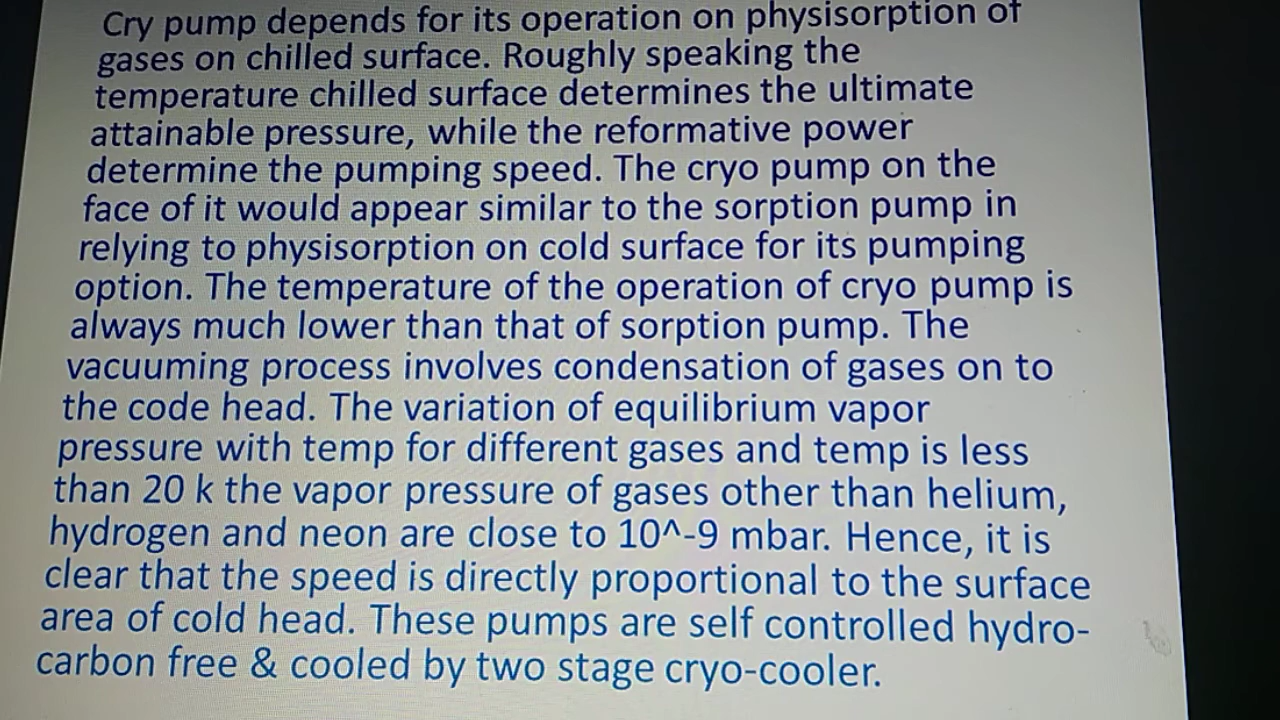 Cry pump depends for its operation on physisorption of
gases on chilled surface. Roughly speaking the
temperature chilled surface determines the ultimate
attainable pressure, while the reformative power
determine the pumping speed. The cryo pump on the
face of it would appear similar to the sorption pump in
relying to physisorption on cold surface for its pumping
option. The temperature of the operation of cryo pump is
always much lower than that of sorption pump. The
vacuuming process involves condensation of gases on to
the code head. The variation of equilibrium vapor
pressure with temp for different gases and temp is less
than 20 k the vapor pressure of gases other than helium,
hydrogen and neon are close to 10^-9 mbar. Hence, it is
clear that the speed is directly proportional to the surface
area of cold head. These pumps are self controlled hydro-
carbon free & cooled by two stage cryo-cooler.